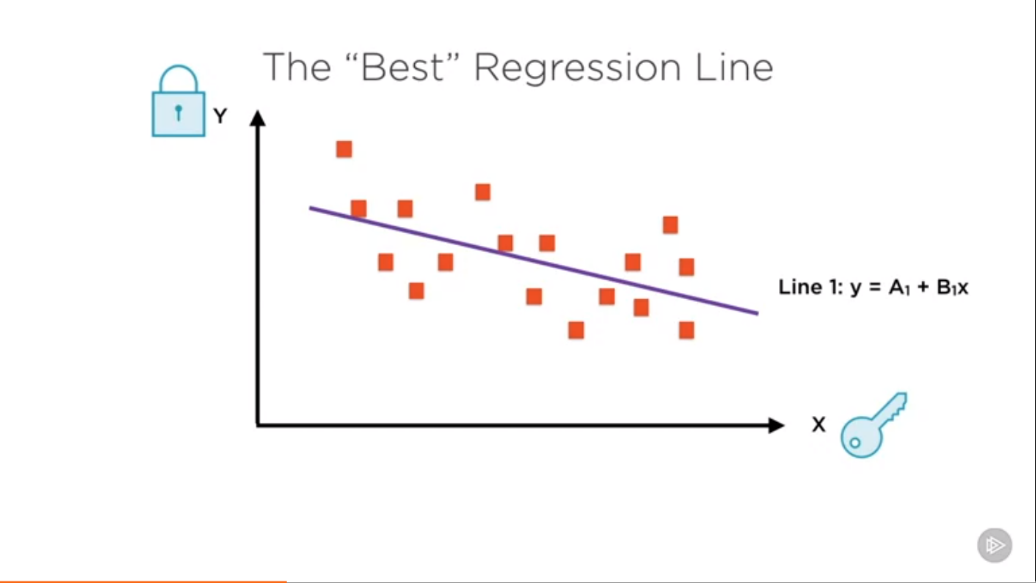 The “Best” Regression Line
Y
Line 1: y = A₁ + B₁x
X